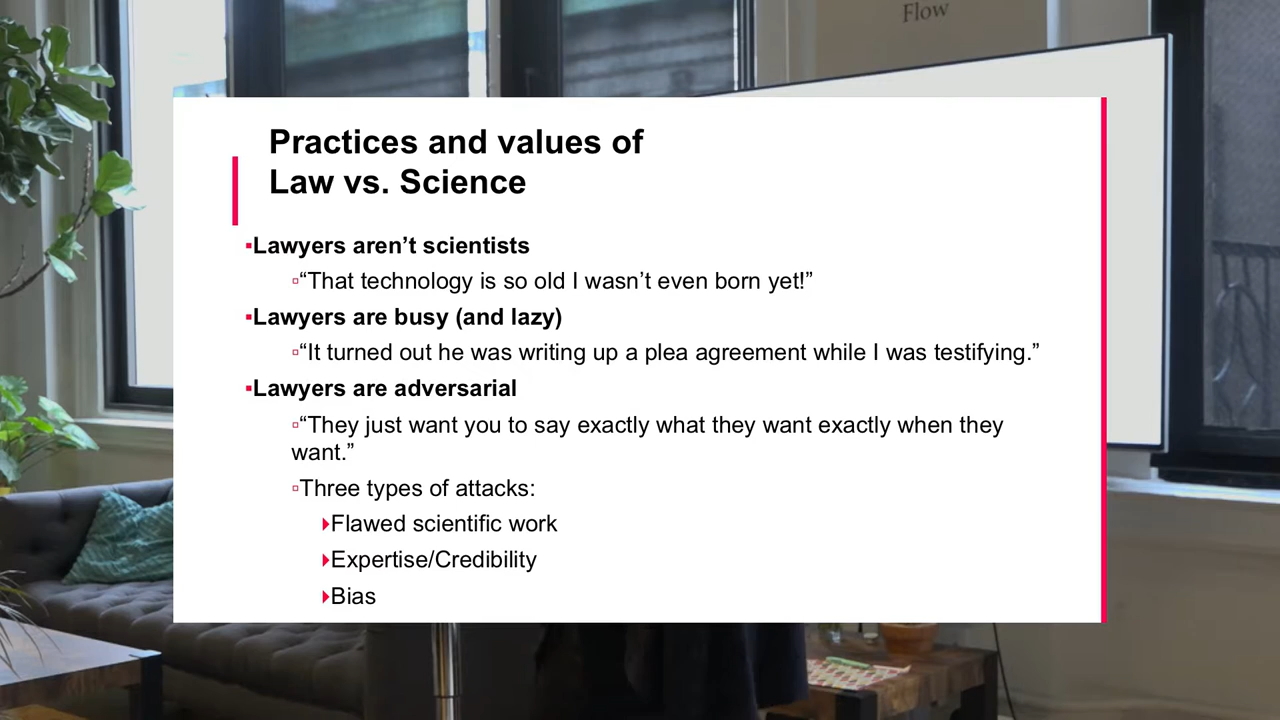 Flow
Practices and values of
Law vs. Science
▪Lawyers aren’t scientists
▫“That technology is so old I wasn’t even born yet!”
▪Lawyers are busy (and lazy)
▫“It turned out he was writing up a plea agreement while I was testifying.”
▪Lawyers are adversarial
▫“They just want you to say exactly what they want exactly when they
want.”
▫Three types of attacks:
Flawed scientific work
Expertise/Credibility
Bias